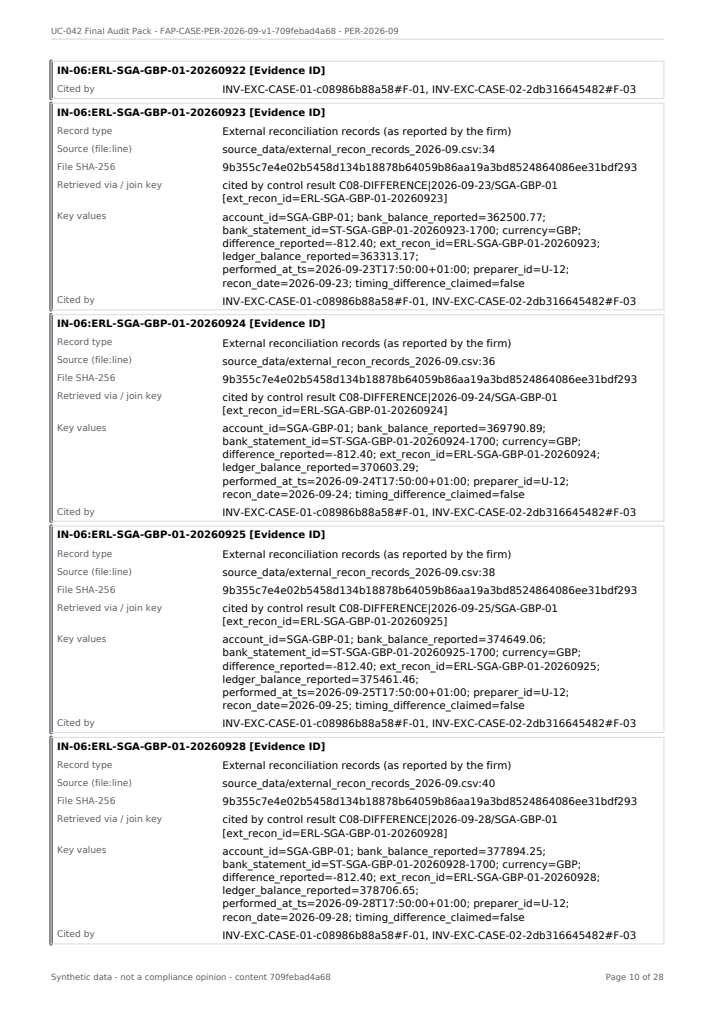 UC-042 Final Audit Pack - FAP-CASE-PER-2026-09-v1-709febad4a68 - PER-2026-09
IN-06:ERL-SGA-GBP-01-20260922 [Evidence ID]
Cited by INV-EXC-CASE-01-c08986b88a58#F-01, INV-EXC-CASE-02-2db316645482#F-03
IN-06:ERL-SGA-GBP-01-20260923 [Evidence ID]
Record type External reconciliation records (as reported by the firm)
Source (file:line) source_data/external_recon_records_2026-09.csv:34
File SHA-256 9b355c7e4e02b5458d134b18878b64059b86aa19a3bd8524864086ee31bdf293
Retrieved via / join key cited by control result C08-DIFFERENCE|2026-09-23/SGA-GBP-01
[ext_recon_id=ERL-SGA-GBP-01-20260923]
Key values account_id=SGA-GBP-01; bank_balance_reported=362500.77;
bank_statement_id=ST-SGA-GBP-01-20260923-1700; currency=GBP;
difference_reported=-812.40; ext_recon_id=ERL-SGA-GBP-01-20260923;
ledger_balance_reported=363313.17;
performed_at_ts=2026-09-23T17:50:00+01:00; preparer_id=U-12;
recon_date=2026-09-23; timing_difference_claimed=false
Cited by INV-EXC-CASE-01-c08986b88a58#F-01, INV-EXC-CASE-02-2db316645482#F-03
IN-06:ERL-SGA-GBP-01-20260924 [Evidence ID]
Record type External reconciliation records (as reported by the firm)
Source (file:line) source_data/external_recon_records_2026-09.csv:36
File SHA-256 9b355c7e4e02b5458d134b18878b64059b86aa19a3bd8524864086ee31bdf293
Retrieved via / join key cited by control result C08-DIFFERENCE|2026-09-24/SGA-GBP-01
[ext_recon_id=ERL-SGA-GBP-01-20260924]
Key values account_id=SGA-GBP-01; bank_balance_reported=369790.89;
bank_statement_id=ST-SGA-GBP-01-20260924-1700; currency=GBP;
difference_reported=-812.40; ext_recon_id=ERL-SGA-GBP-01-20260924;
ledger_balance_reported=370603.29;
performed_at_ts=2026-09-24T17:50:00+01:00; preparer_id=U-12;
recon_date=2026-09-24; timing_difference_claimed=false
Cited by INV-EXC-CASE-01-c08986b88a58#F-01, INV-EXC-CASE-02-2db316645482#F-03
IN-06:ERL-SGA-GBP-01-20260925 [Evidence ID]
Record type External reconciliation records (as reported by the firm)
Source (file:line) source_data/external_recon_records_2026-09.csv:38
File SHA-256 9b355c7e4e02b5458d134b18878b64059b86aa19a3bd8524864086ee31bdf293
Retrieved via / join key cited by control result C08-DIFFERENCE|2026-09-25/SGA-GBP-01
[ext_recon_id=ERL-SGA-GBP-01-20260925]
Key values account_id=SGA-GBP-01; bank_balance_reported=374649.06;
bank_statement_id=ST-SGA-GBP-01-20260925-1700; currency=GBP;
difference_reported=-812.40; ext_recon_id=ERL-SGA-GBP-01-20260925;
ledger_balance_reported=375461.46;
performed_at_ts=2026-09-25T17:50:00+01:00; preparer_id=U-12;
recon_date=2026-09-25; timing_difference_claimed=false
Cited by INV-EXC-CASE-01-c08986b88a58#F-01, INV-EXC-CASE-02-2db316645482#F-03
IN-06:ERL-SGA-GBP-01-20260928 [Evidence ID]
Record type External reconciliation records (as reported by the firm)
Source (file:line) source_data/external_recon_records_2026-09.csv:40
File SHA-256 9b355c7e4e02b5458d134b18878b64059b86aa19a3bd8524864086ee31bdf293
Retrieved via / join key cited by control result C08-DIFFERENCE|2026-09-28/SGA-GBP-01
[ext_recon_id=ERL-SGA-GBP-01-20260928]
Key values account_id=SGA-GBP-01; bank_balance_reported=377894.25;
bank_statement_id=ST-SGA-GBP-01-20260928-1700; currency=GBP;
difference_reported=-812.40; ext_recon_id=ERL-SGA-GBP-01-20260928;
ledger_balance_reported=378706.65;
performed_at_ts=2026-09-28T17:50:00+01:00; preparer_id=U-12;
recon_date=2026-09-28; timing_difference_claimed=false
Cited by INV-EXC-CASE-01-c08986b88a58#F-01, INV-EXC-CASE-02-2db316645482#F-03
Synthetic data - not a compliance opinion - content 709febad4a68 Page 10 of 28